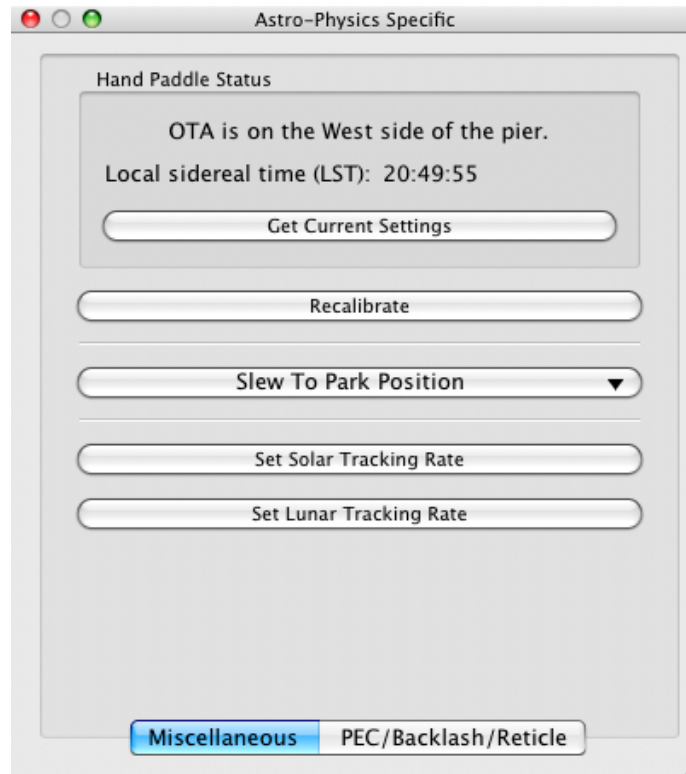 Astro-Physics Specific
Hand Paddle Status
OTA is on the West side of the pier.
Local sidereal time (LST): 20:49:55
Get Current Settings
Recalibrate
Slew To Park Position
Set Solar Tracking Rate
Set Lunar Tracking Rate
Miscellaneous PEC/Backlash/Reticle